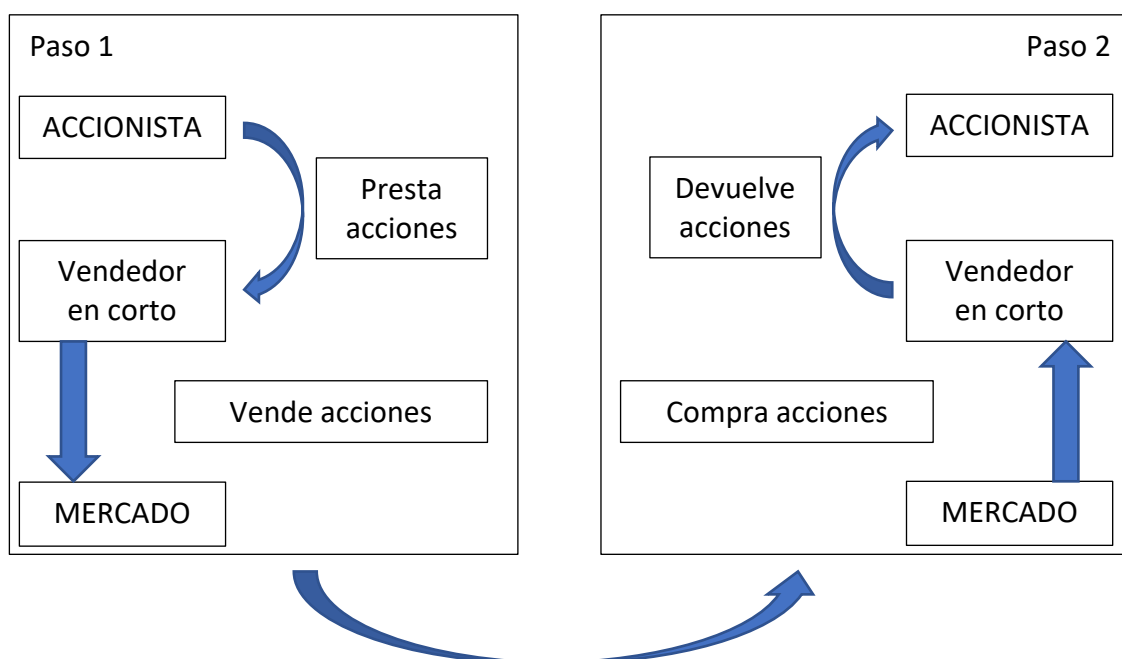 Paso 1
ACCIONISTA
Presta
acciones
Vendedor
en corto
Vende acciones
MERCADO
Paso 2
ACCIONISTA
Devuelve
acciones
Vendedor
en corto
Compra acciones
MERCADO